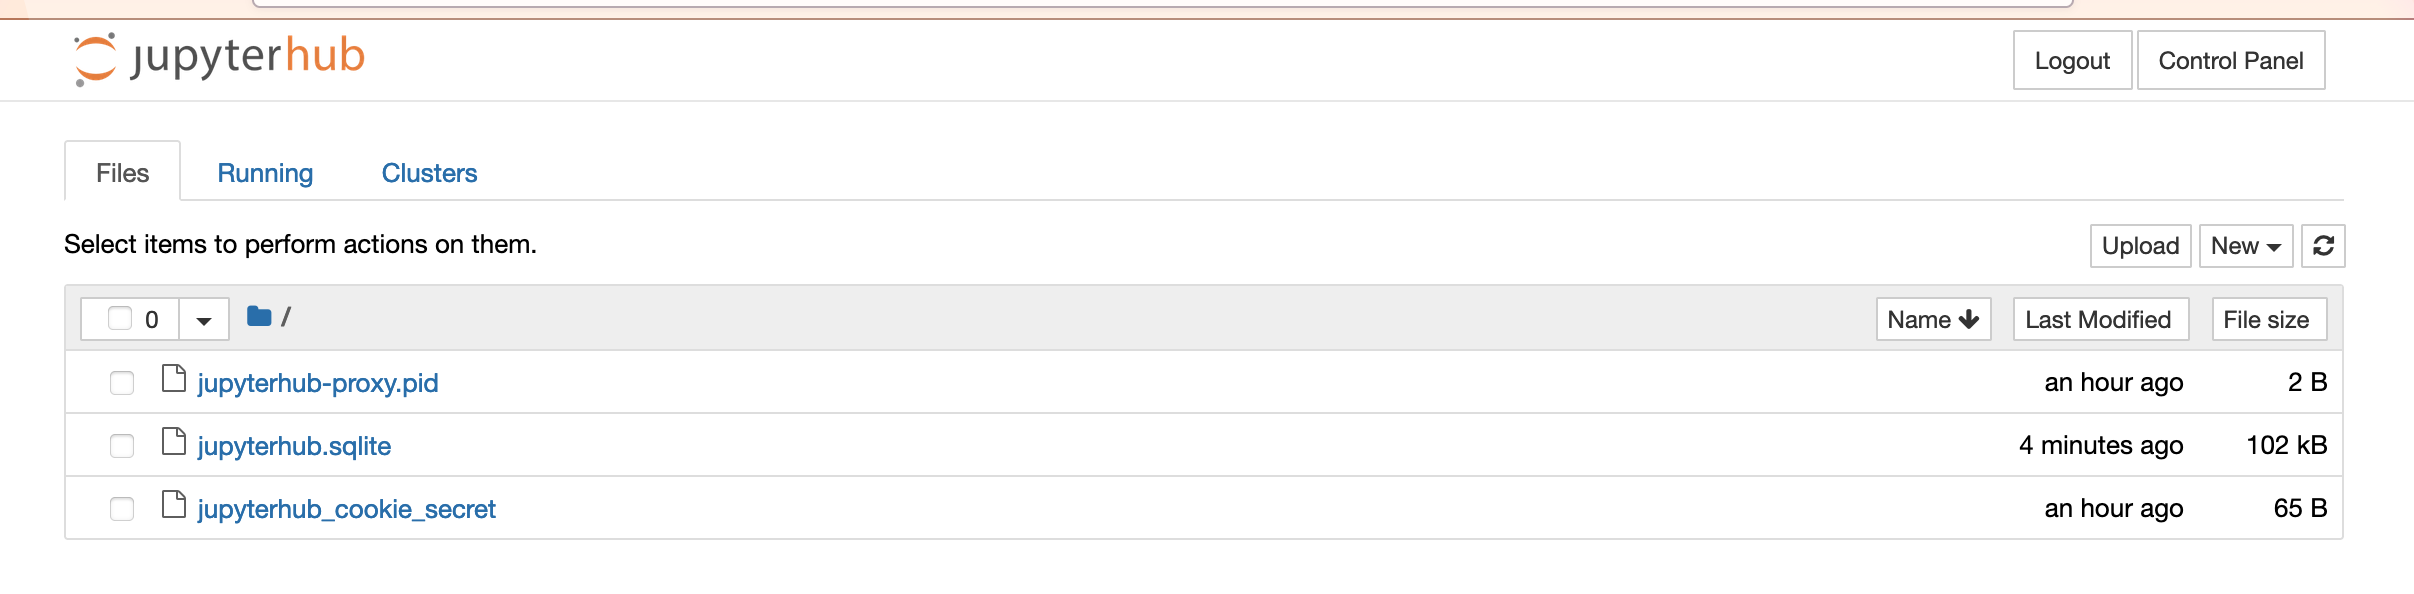 jupyterhub
Logout Control Panel
Files Running Clusters
Select items to perform actions on them.
Upload New
0 / Name Last Modified File size
jupyterhub-proxy.pid an hour ago 2 B
jupyterhub.sqlite 4 minutes ago 102 kB
jupyterhub_cookie_secret an hour ago 65 B